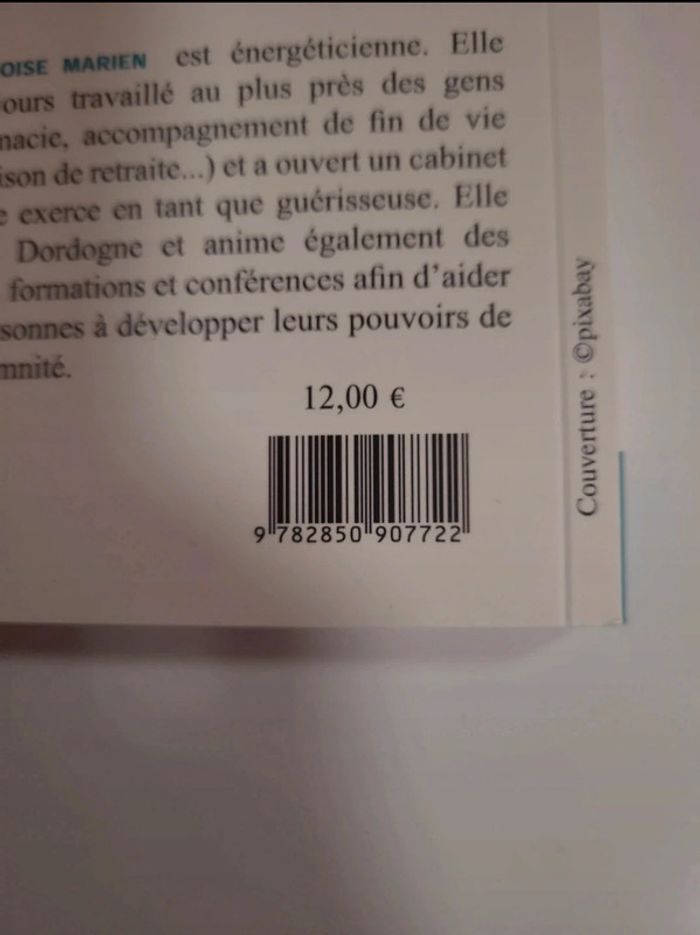 OISE MARIEN est énergéticienne. Elle
ours travaillé au plus près des gens
nacie, accompagnement de fin de vie
ison de retraite...) et a ouvert un cabinet
e exerce en tant que guérisseuse. Elle
Dordogne et anime également des
formations et conférences afin d'aider
sonnes à développer leurs pouvoirs de
mnité.
12,00 €
9 782850 907722
Couverture : ©pixabay